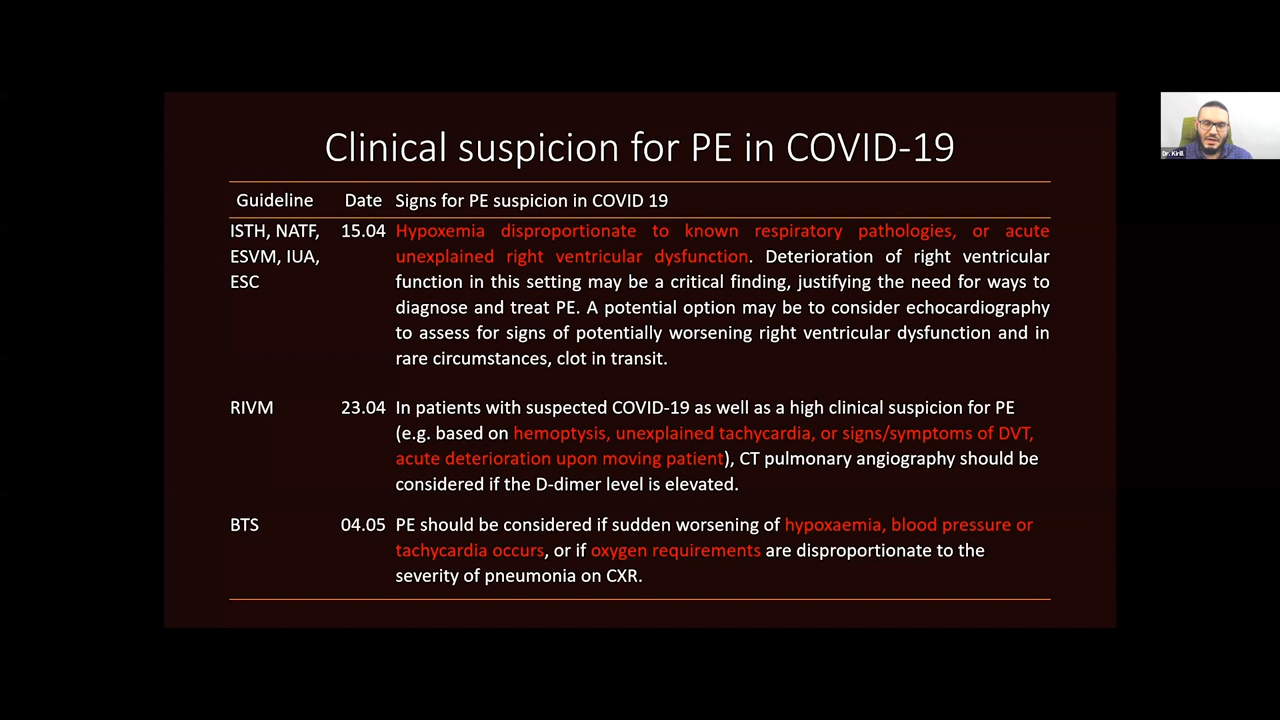 Clinical suspicion for PE in COVID-19
Guideline Date Signs for PE suspicion in COVID 19
ISTH, NATF, 15.04 Hypoxemia disproportionate to known respiratory pathologies, or acute
ESVM, IUA, unexplained right ventricular dysfunction. Deterioration of right ventricular
ESC function in this setting may be a critical finding, justifying the need for ways to
diagnose and treat PE. A potential option may be to consider echocardiography
to assess for signs of potentially worsening right ventricular dysfunction and in
rare circumstances, clot in transit.
RIVM 23.04 In patients with suspected COVID-19 as well as a high clinical suspicion for PE
(e.g. based on hemoptysis, unexplained tachycardia, or signs/symptoms of DVT,
acute deterioration upon moving patient), CT pulmonary angiography should be
considered if the D-dimer level is elevated.
BTS 04.05 PE should be considered if sudden worsening of hypoxaemia, blood pressure or
tachycardia occurs, or if oxygen requirements are disproportionate to the
severity of pneumonia on CXR.
Dr. Kirill